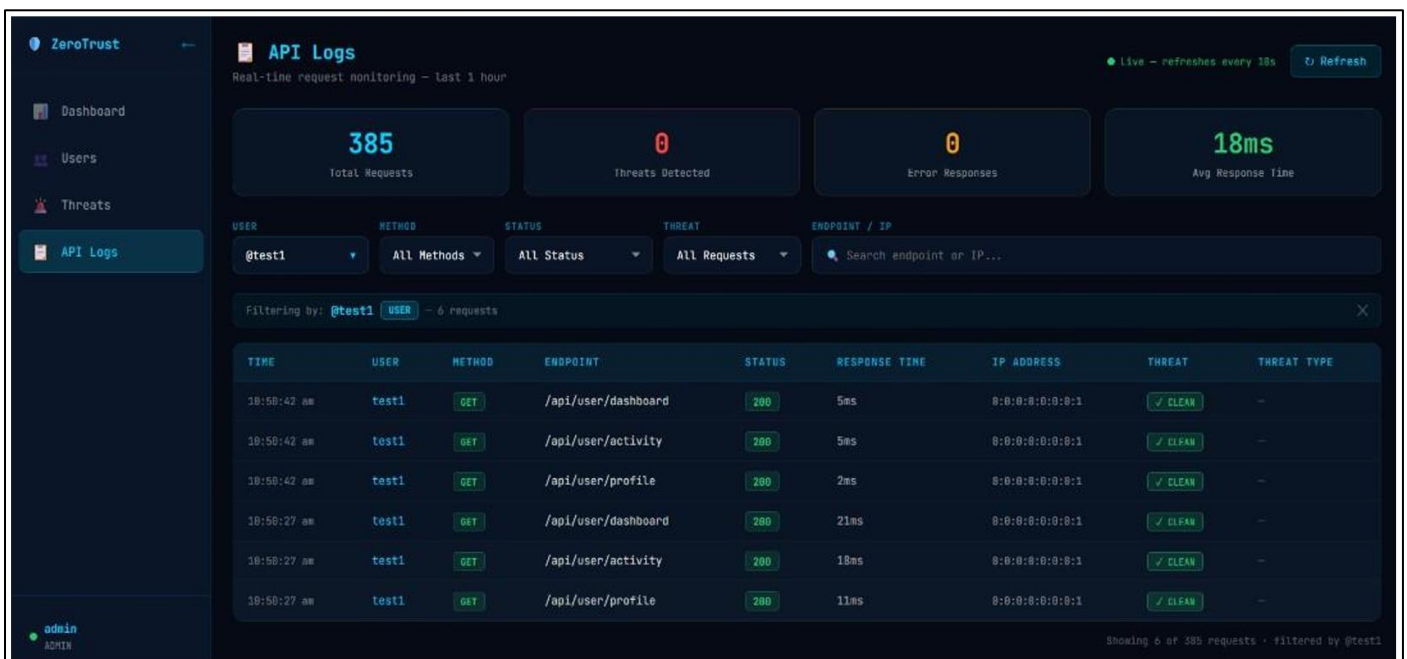 ZeroTrust ←
Dashboard
Users
Threats
API Logs
admin
ADMIN
API Logs
Real-time request monitoring — last 1 hour
● Live — refreshes every 10s ↻ Refresh
385 0 0 18ms
Total Requests Threats Detected Error Responses Avg Response Time
USER METHOD STATUS THREAT ENDPOINT / IP
@test1 All Methods All Status All Requests Search endpoint or IP...
Filtering by: @test1 USER — 6 requests ×
TIME USER METHOD ENDPOINT STATUS RESPONSE TIME IP ADDRESS THREAT THREAT TYPE
10:50:42 am test1 GET /api/user/dashboard 200 5ms 0:0:0:0:0:0:0:1 ✓ CLEAN —
10:50:42 am test1 GET /api/user/activity 200 5ms 0:0:0:0:0:0:0:1 ✓ CLEAN —
10:50:42 am test1 GET /api/user/profile 200 2ms 0:0:0:0:0:0:0:1 ✓ CLEAN —
10:50:27 am test1 GET /api/user/dashboard 200 21ms 0:0:0:0:0:0:0:1 ✓ CLEAN —
10:50:27 am test1 GET /api/user/activity 200 18ms 0:0:0:0:0:0:0:1 ✓ CLEAN —
10:50:27 am test1 GET /api/user/profile 200 11ms 0:0:0:0:0:0:0:1 ✓ CLEAN —
Showing 6 of 385 requests · filtered by @test1